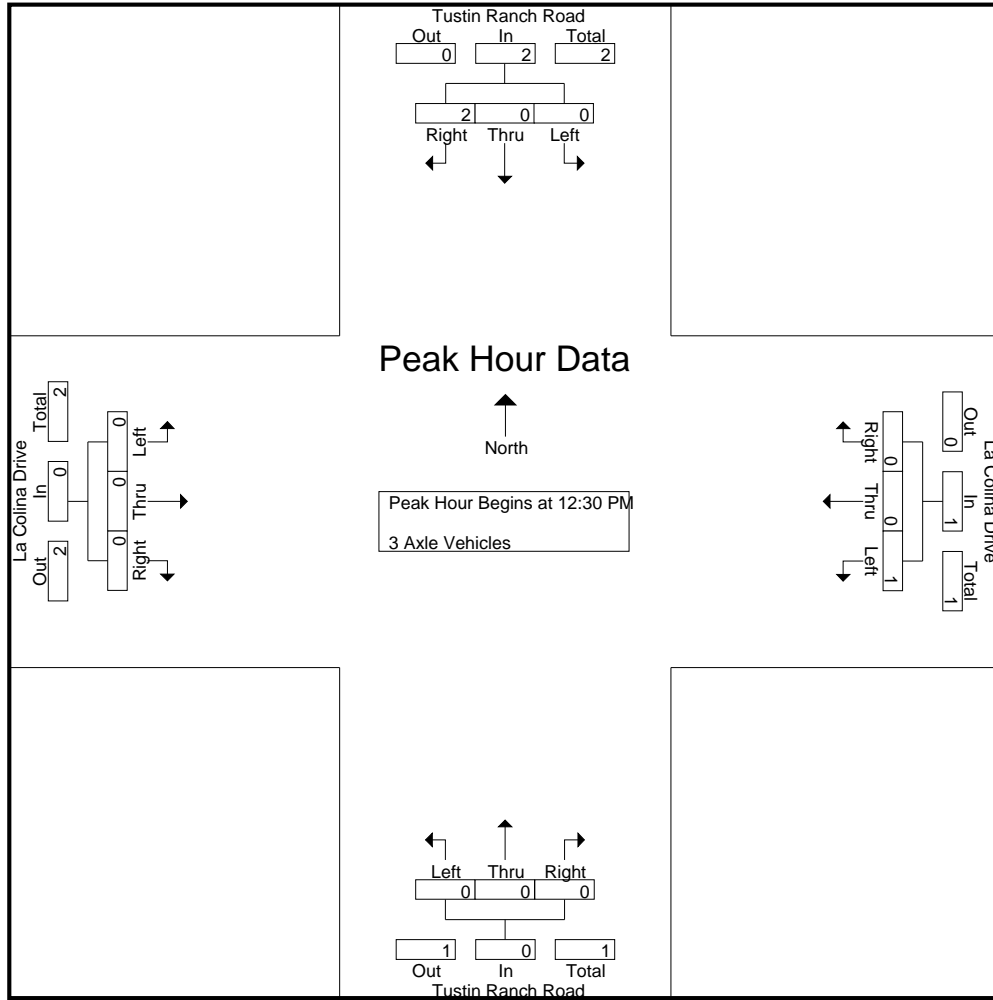 Tustin Ranch Road
Out In Total
0 2 2
2 0 0
Right Thru Left
Peak Hour Data
North
Peak Hour Begins at 12:30 PM
3 Axle Vehicles
La Colina Drive
Total In Out
2 0 2
0 0 0
Left Thru Right
La Colina Drive
Out In Total
0 1 1
0 0 1
Right Thru Left
Left Thru Right
0 0 0
1 0 1
Out In Total
Tustin Ranch Road